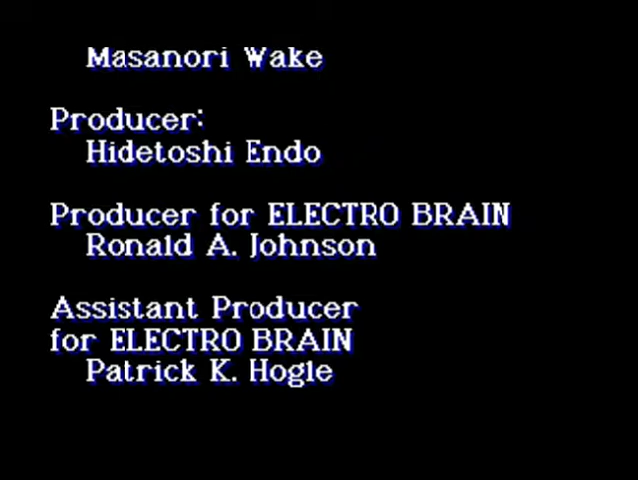 Masanori Wake
Producer:
Hidetoshi Endo
Producer for ELECTRO BRAIN
Ronald A. Johnson
Assistant Producer
for ELECTRO BRAIN
Patrick K. Hogle